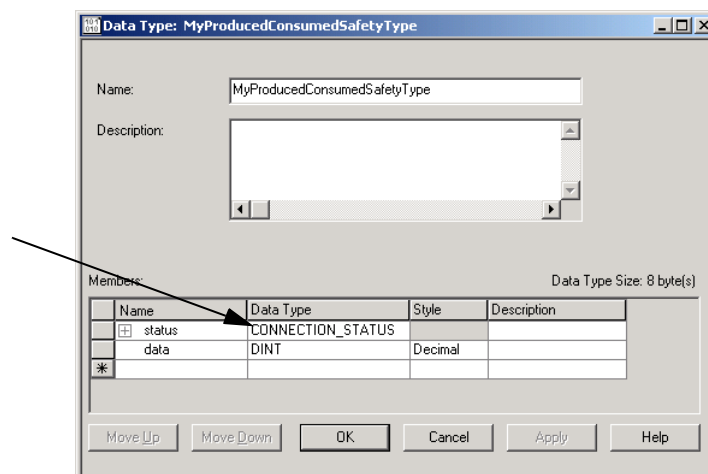 Data Type: MyProducedConsumedSafetyType
Name: MyProducedConsumedSafetyType
Description:
Members: Data Type Size: 8 byte(s)
Name Data Type Style Description
status CONNECTION_STATUS
data DINT Decimal
Move Up Move Down OK Cancel Apply Help